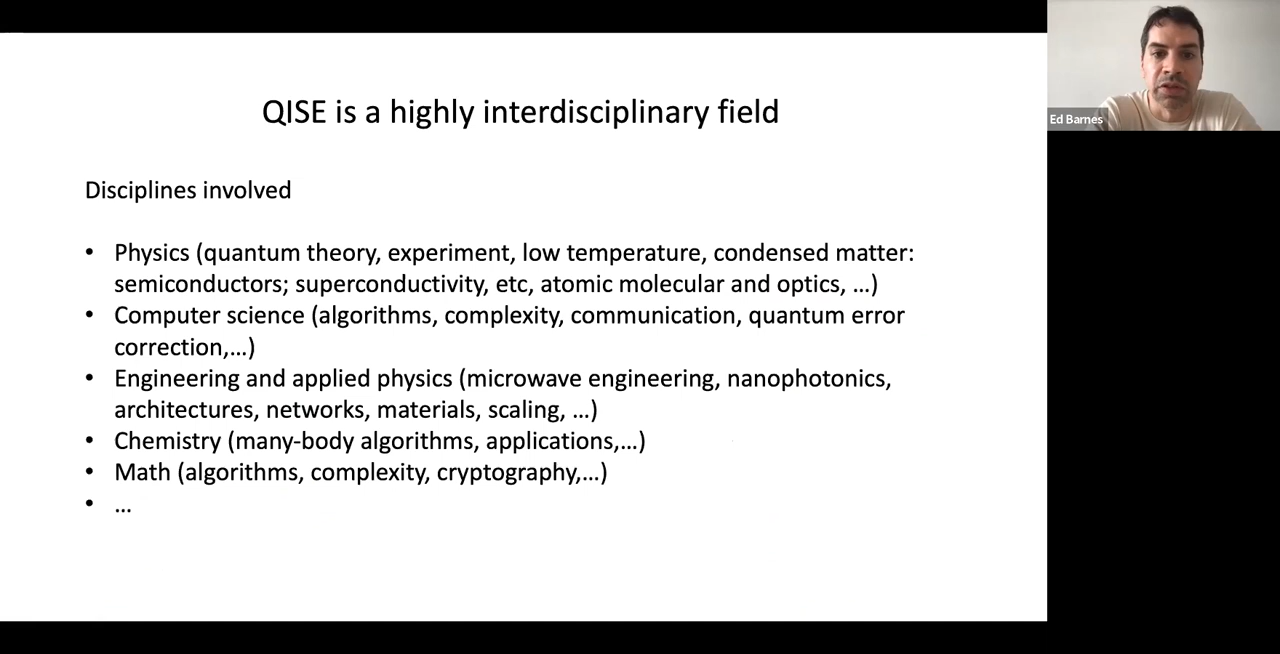 QISE is a highly interdisciplinary field
Ed Barnes
Disciplines involved
• Physics (quantum theory, experiment, low temperature, condensed matter:
semiconductors; superconductivity, etc, atomic molecular and optics, …)
• Computer science (algorithms, complexity, communication, quantum error
correction,…)
• Engineering and applied physics (microwave engineering, nanophotonics,
architectures, networks, materials, scaling, …)
• Chemistry (many-body algorithms, applications,…)
• Math (algorithms, complexity, cryptography,…)
• …